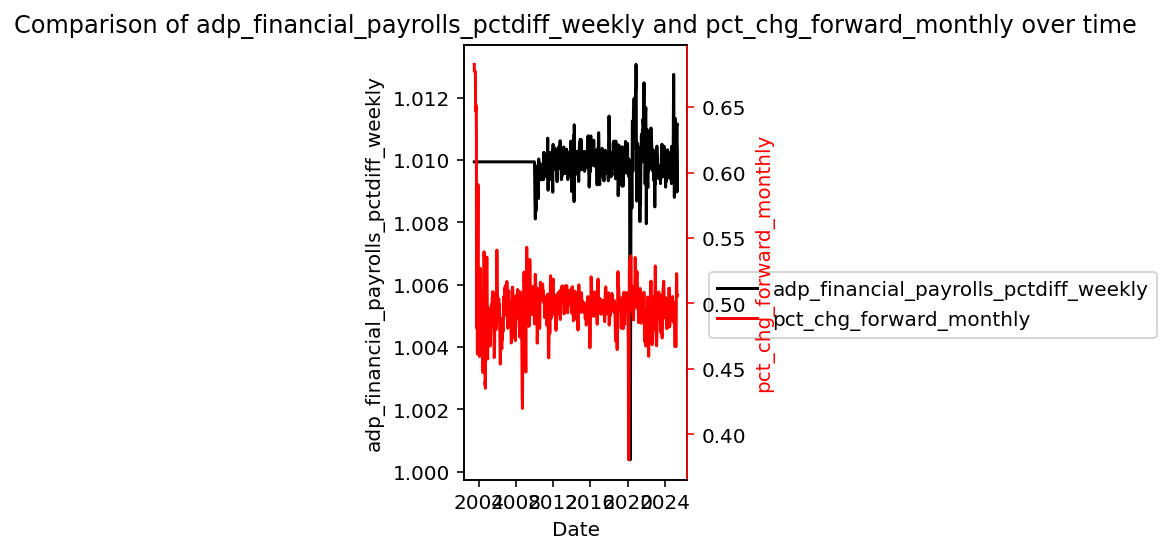 Comparison of adp_financial_payrolls_pctdiff_weekly and pct_chg_forward_monthly over time
adp_financial_payrolls_pctdiff_weekly
1.012
1.010
1.008
1.006
1.004
1.002
1.000
0.65
0.60
0.55
0.50
0.45
0.40
pct_chg_forward_monthly
adp_financial_payrolls_pctdiff_weekly
pct_chg_forward_monthly
2004 2008 2012 2016 2020 2024
Date